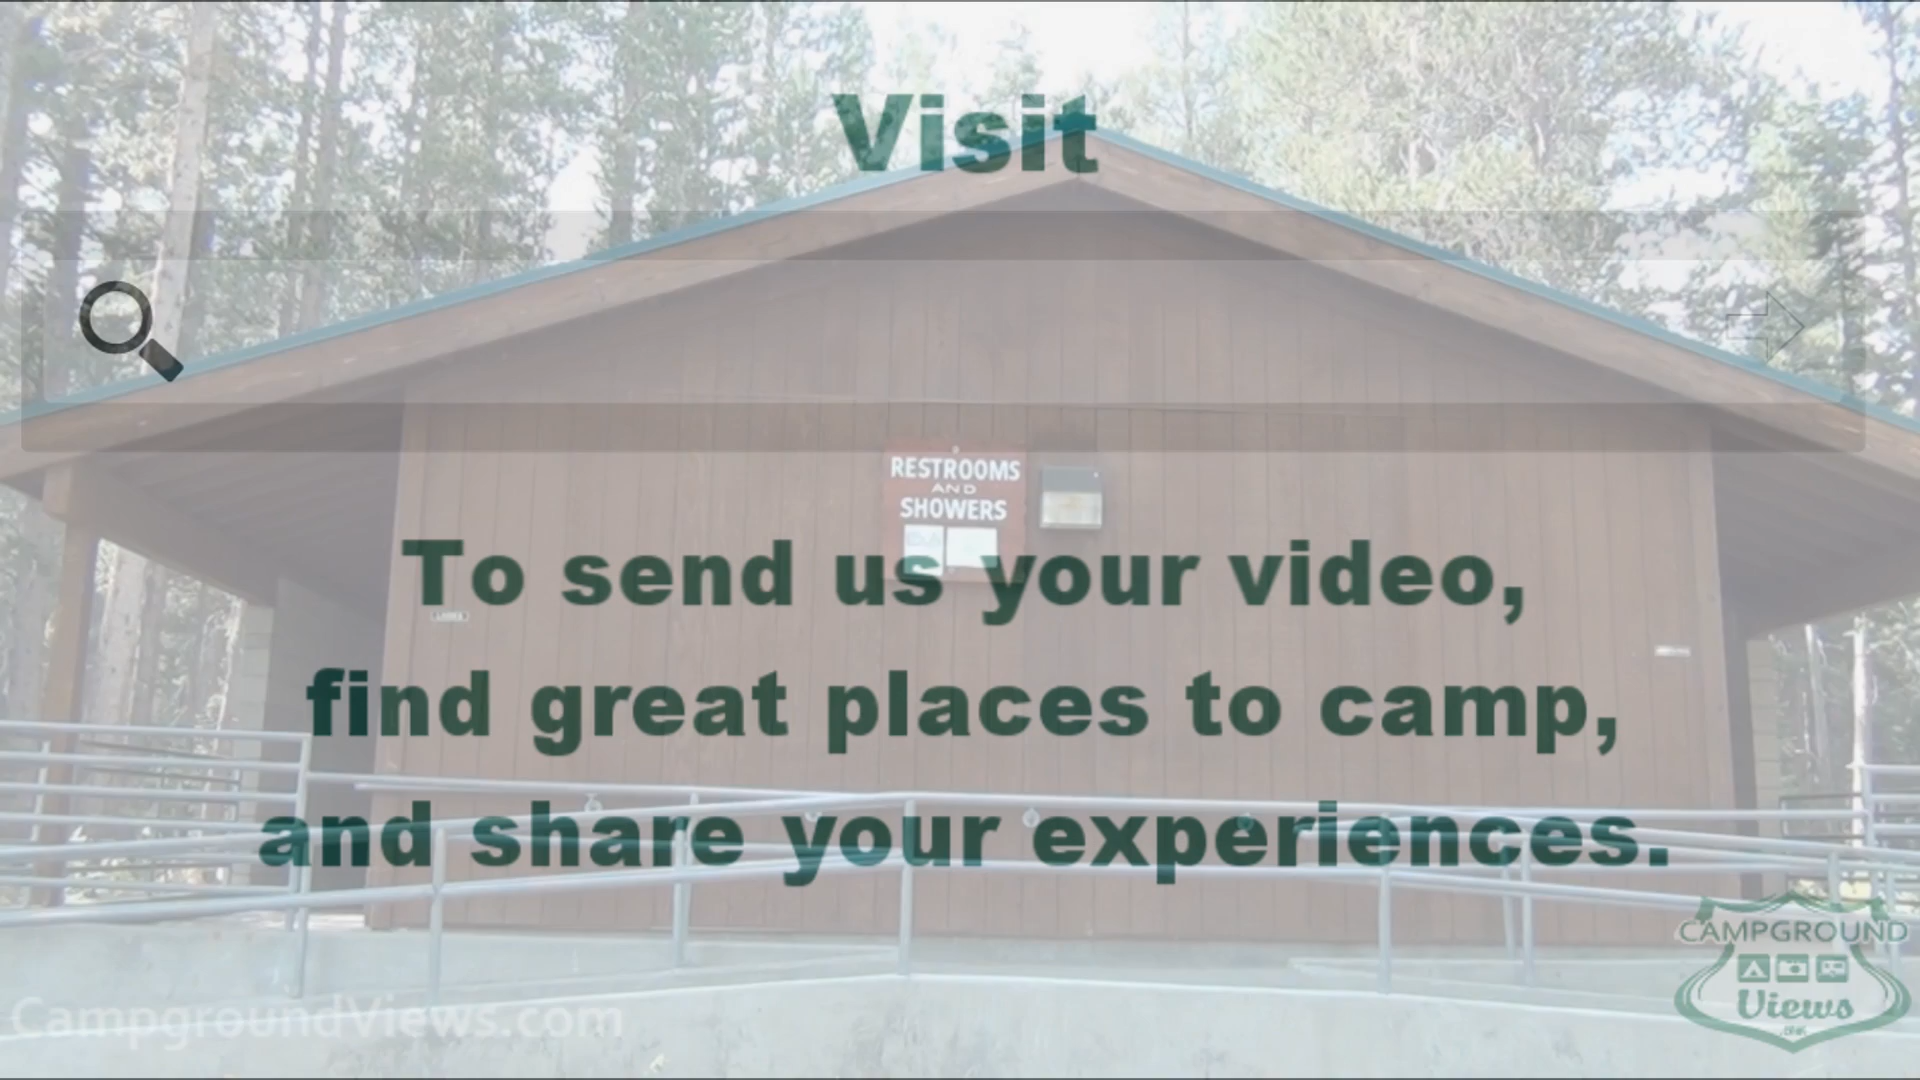 Visit
RESTROOMS
AND
SHOWERS
To send us your video,
find great places to camp,
and share your experiences.
CAMPGROUND
Views
CampgroundViews.com